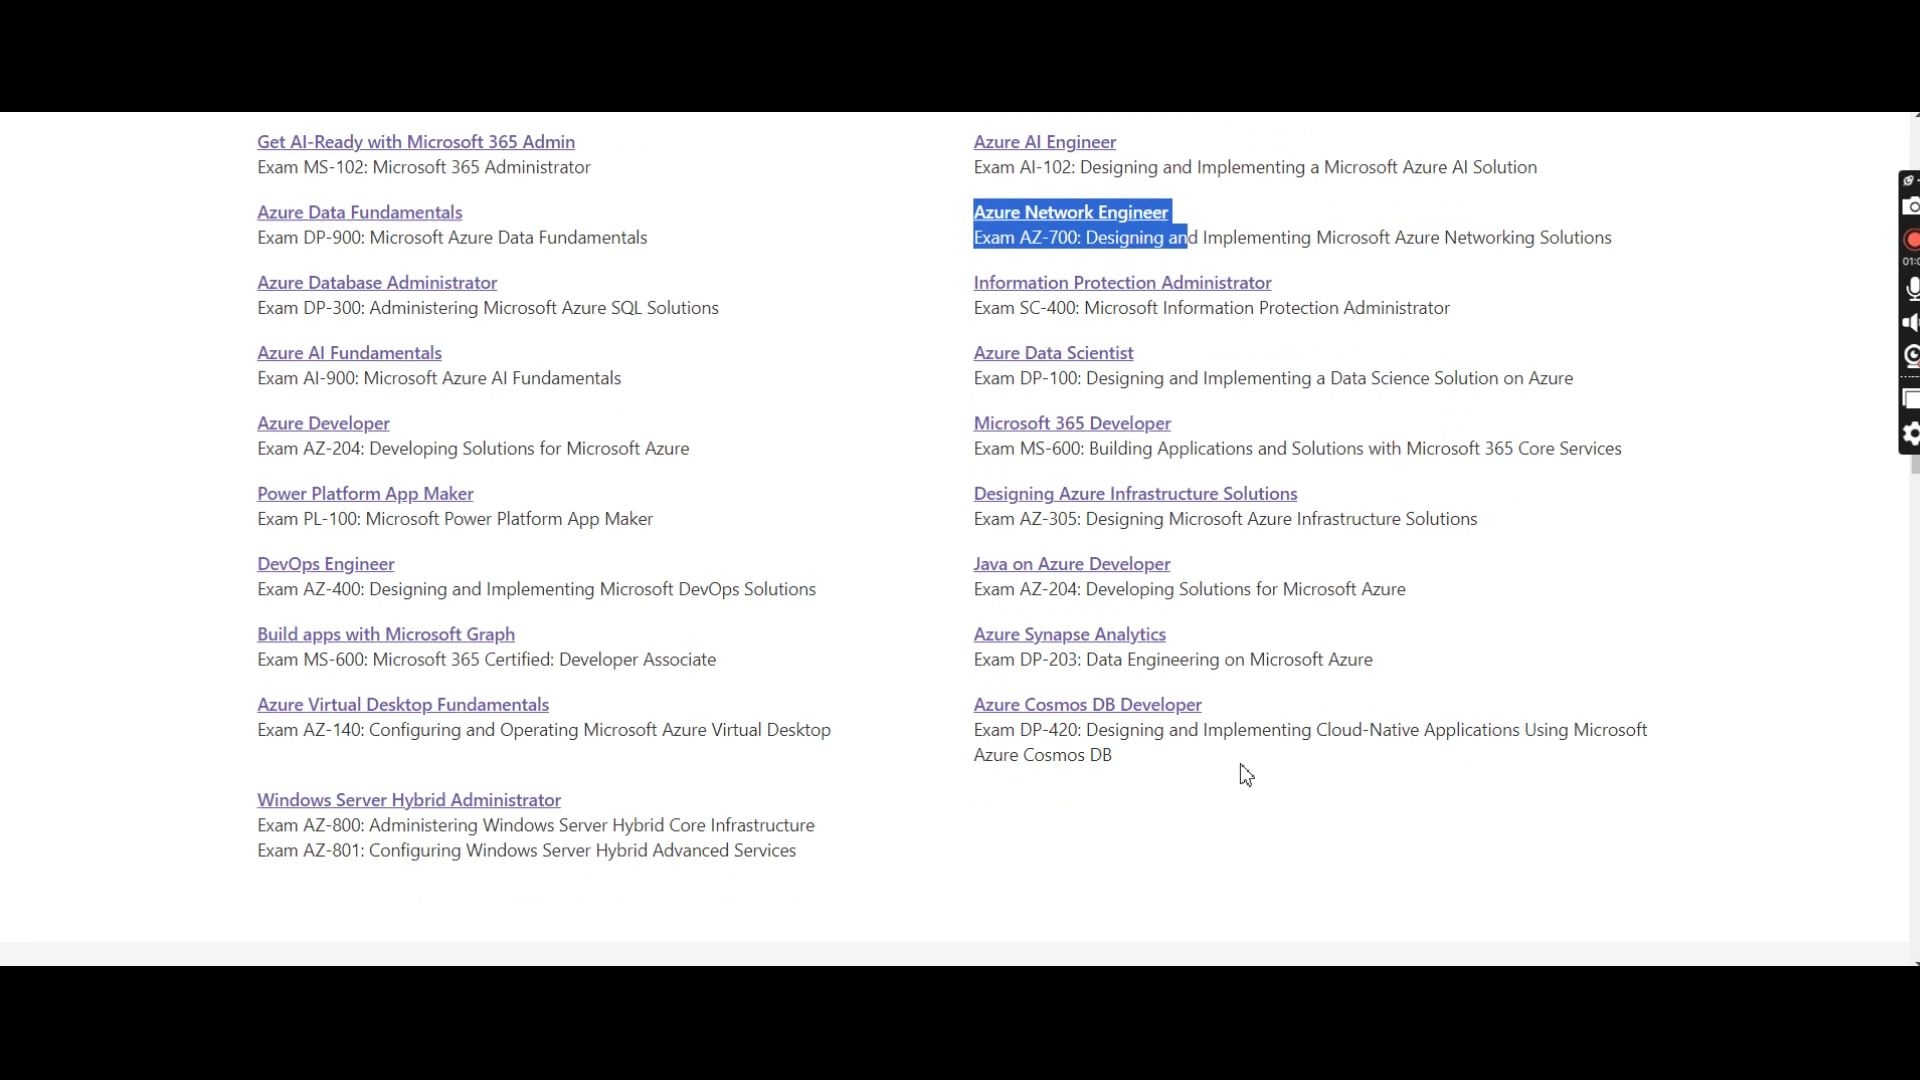 Get AI-Ready with Microsoft 365 Admin
Exam MS-102: Microsoft 365 Administrator
Azure Data Fundamentals
Exam DP-900: Microsoft Azure Data Fundamentals
Azure Database Administrator
Exam DP-300: Administering Microsoft Azure SQL Solutions
Azure AI Fundamentals
Exam AI-900: Microsoft Azure AI Fundamentals
Azure Developer
Exam AZ-204: Developing Solutions for Microsoft Azure
Power Platform App Maker
Exam PL-100: Microsoft Power Platform App Maker
DevOps Engineer
Exam AZ-400: Designing and Implementing Microsoft DevOps Solutions
Build apps with Microsoft Graph
Exam MS-600: Microsoft 365 Certified: Developer Associate
Azure Virtual Desktop Fundamentals
Exam AZ-140: Configuring and Operating Microsoft Azure Virtual Desktop
Windows Server Hybrid Administrator
Exam AZ-800: Administering Windows Server Hybrid Core Infrastructure
Exam AZ-801: Configuring Windows Server Hybrid Advanced Services
Azure AI Engineer
Exam AI-102: Designing and Implementing a Microsoft Azure AI Solution
Azure Network Engineer
Exam AZ-700: Designing and Implementing Microsoft Azure Networking Solutions
Information Protection Administrator
Exam SC-400: Microsoft Information Protection Administrator
Azure Data Scientist
Exam DP-100: Designing and Implementing a Data Science Solution on Azure
Microsoft 365 Developer
Exam MS-600: Building Applications and Solutions with Microsoft 365 Core Services
Designing Azure Infrastructure Solutions
Exam AZ-305: Designing Microsoft Azure Infrastructure Solutions
Java on Azure Developer
Exam AZ-204: Developing Solutions for Microsoft Azure
Azure Synapse Analytics
Exam DP-203: Data Engineering on Microsoft Azure
Azure Cosmos DB Developer
Exam DP-420: Designing and Implementing Cloud-Native Applications Using Microsoft
Azure Cosmos DB